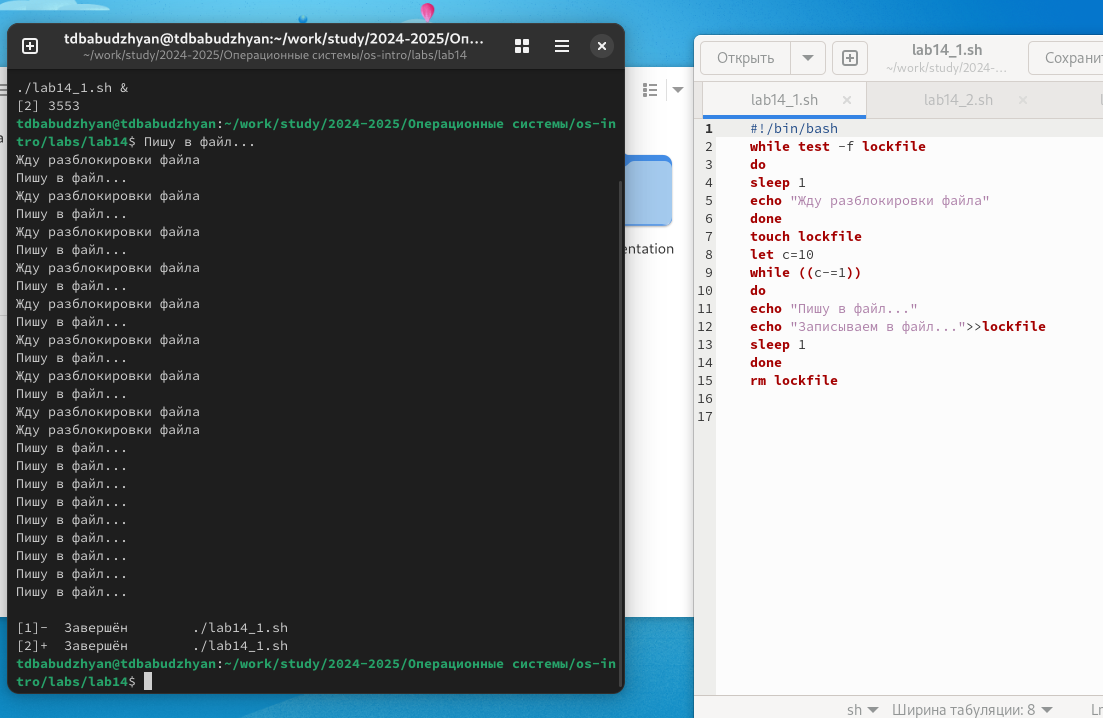 tdbabudzhyan@tdbabudzhyan:~/work/study/2024-2025/Оп...
~/work/study/2024-2025/Операционные системы/os-intro/labs/lab14
./lab14_1.sh &
[2] 3553
tdbabudzhyan@tdbabudzhyan:~/work/study/2024-2025/Операционные системы/os-in
tro/labs/lab14$ Пишу в файл...
Жду разблокировки файла
Пишу в файл...
Жду разблокировки файла
Пишу в файл...
Жду разблокировки файла
Пишу в файл...
Жду разблокировки файла
Пишу в файл...
Жду разблокировки файла
Пишу в файл...
Жду разблокировки файла
Пишу в файл...
Жду разблокировки файла
Пишу в файл...
Жду разблокировки файла
Жду разблокировки файла
Пишу в файл...
Пишу в файл...
Пишу в файл...
Пишу в файл...
Пишу в файл...
Пишу в файл...
Пишу в файл...
Пишу в файл...
Пишу в файл...
[1]-  Завершён        ./lab14_1.sh
[2]+  Завершён        ./lab14_1.sh
tdbabudzhyan@tdbabudzhyan:~/work/study/2024-2025/Операционные системы/os-in
tro/labs/lab14$
entation
Открыть
lab14_1.sh
~/work/study/2024-...
Сохрани
lab14_1.sh
lab14_2.sh
1 #!/bin/bash
2 while test -f lockfile
3 do
4 sleep 1
5 echo "Жду разблокировки файла"
6 done
7 touch lockfile
8 let c=10
9 while ((c-=1))
10 do
11 echo "Пишу в файл..."
12 echo "Записываем в файл...">>lockfile
13 sleep 1
14 done
15 rm lockfile
16
17
sh Ширина табуляции: 8